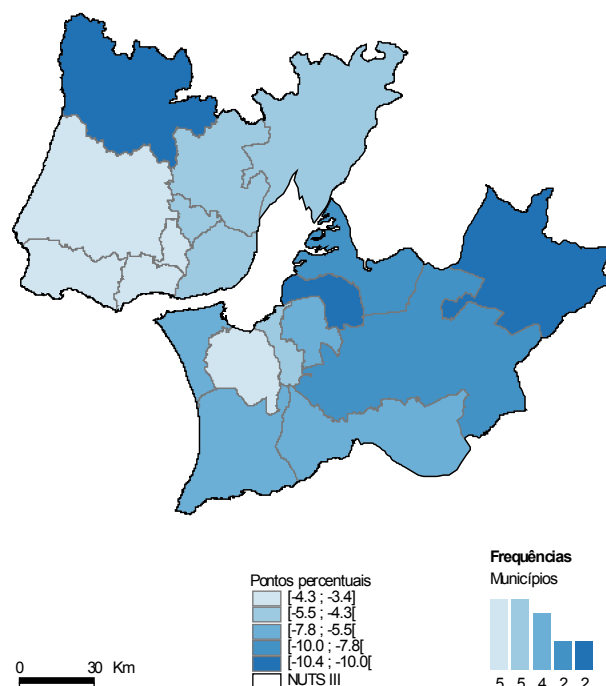 Pontos percentuais
[-4.3 ; -3.4]
[-5.5 ; -4.3[
[-7.8 ; -5.5[
[-10.0 ; -7.8[
[-10.4 ; -10.0[
NUTS III
Frequências
Municípios
5 5 4 2 2
0 30 Km